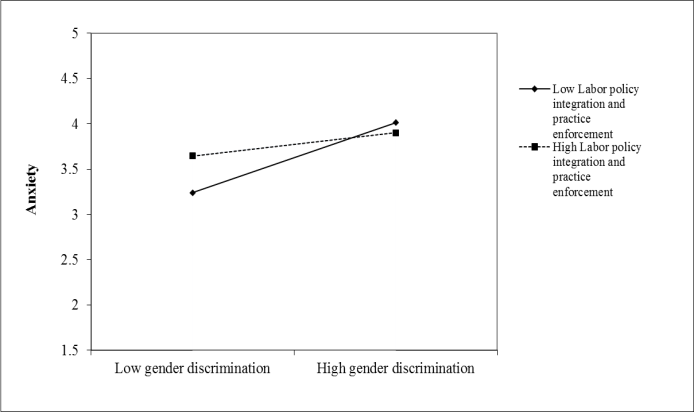 5
4.5
4
3.5
3
2.5
2
1.5
Anxiety
Low gender discrimination
High gender discrimination
Low Labor policy
integration and
practice
enforcement
High Labor policy
integration and
practice
enforcement